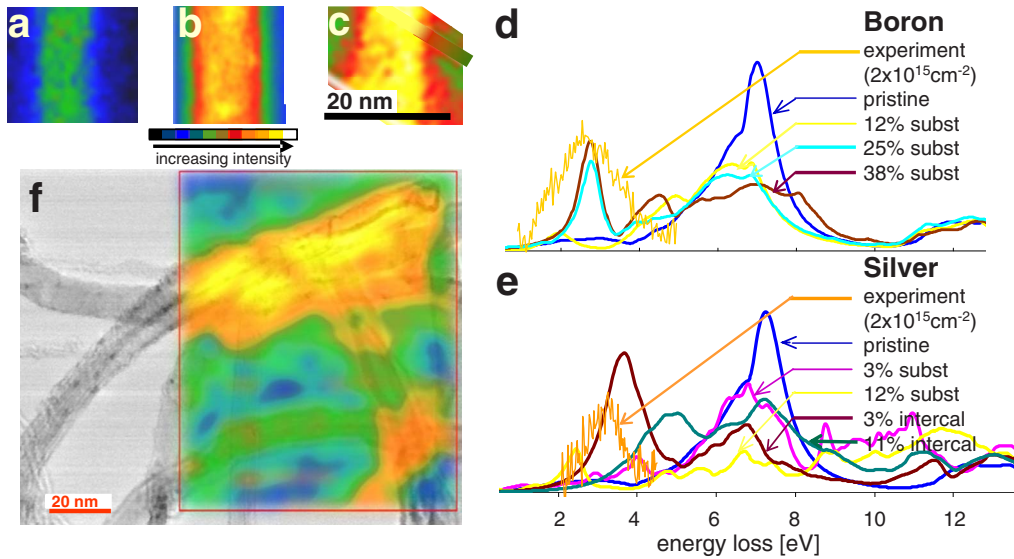 a
b
c
20 nm
increasing intensity
f
20 nm
d
Boron
experiment
(2x10¹⁵cm⁻²)
pristine
12% subst
25% subst
38% subst
e
Silver
experiment
(2x10¹⁵cm⁻²)
pristine
3% subst
12% subst
3% intercal
11% intercal
2 4 6 8 10 12
energy loss [eV]